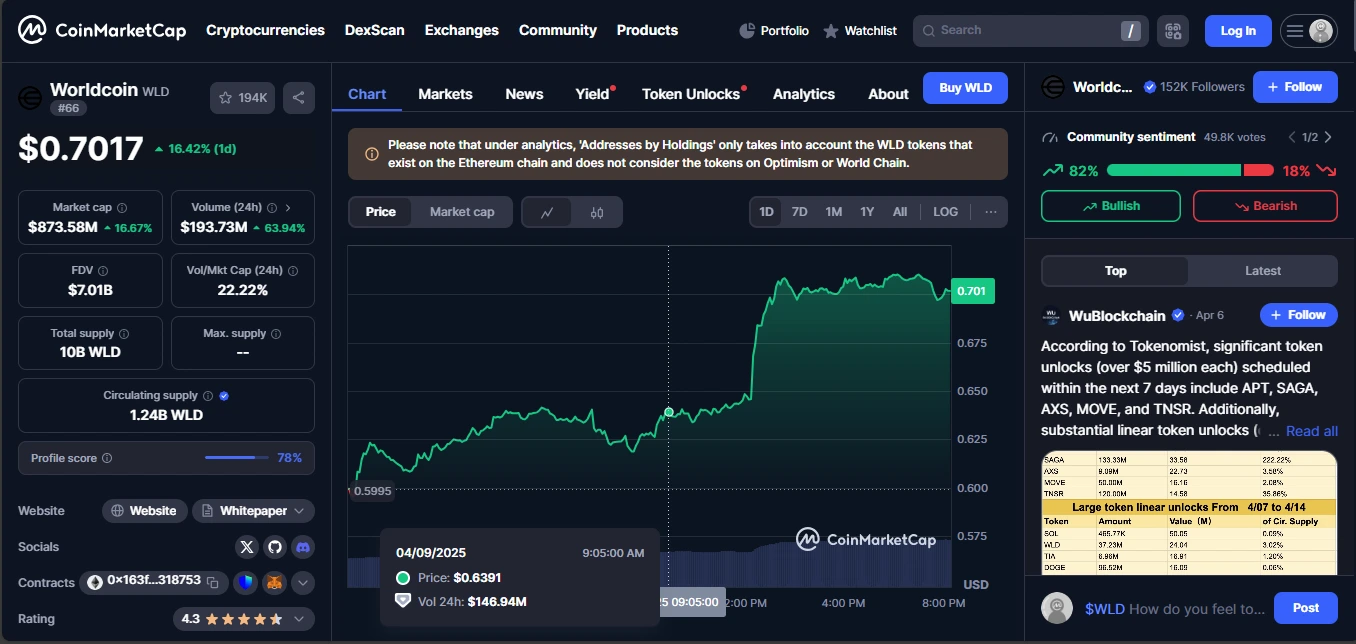 CoinMarketCap Cryptocurrencies DexScan Exchanges Community Products Portfolio Watchlist Search / Log In
Worldcoin WLD
#66
194K
$0.7017 16.42% (1d)
Market cap
$873.58M 16.67%
Volume (24h)
$193.73M 63.94%
FDV
$7.01B
Vol/Mkt Cap (24h)
22.22%
Total supply
10B WLD
Max. supply
--
Circulating supply
1.24B WLD
Profile score 78%
Website Website Whitepaper
Socials
Contracts 0x163f...318753
Rating 4.3
Chart Markets News Yield Token Unlocks Analytics About Buy WLD
Please note that under analytics, 'Addresses by Holdings' only takes into account the WLD tokens that
exist on the Ethereum chain and does not consider the tokens on Optimism or World Chain.
Price Market cap 1D 7D 1M 1Y All LOG ...
0.701
0.675
0.650
0.625
0.600
0.575
USD
0.5995
CoinMarketCap
04/09/2025 9:05:00 AM
Price: $0.6391
Vol 24h: $146.94M
25 09:05:00 2:00 PM 4:00 PM 8:00 PM
Worldc... 152K Followers + Follow
Community sentiment 49.8K votes 1/2
82% 18%
Bullish Bearish
Top Latest
WU
WuBlockchain · Apr 6 + Follow
According to Tokenomist, significant token
unlocks (over $5 million each) scheduled
within the next 7 days include APT, SAGA,
AXS, MOVE, and TNSR. Additionally,
substantial linear token unlocks ( ... Read all
SAGA 133.33M 33.58 222.22%
AXS 9.09M 22.73 3.58%
MOVE 50.00M 16.16 2.08%
TNSR 120.00M 14.58 35.86%
Large token linear unlocks From 4/07 to 4/14
Token Amount Value (M) of Cir. Supply
SOL 465.77K 50.05 0.09%
WLD 37.23M 24.04 3.02%
TIA 6.96M 16.91 1.20%
DOGE 96.52M 16.09 0.06%
$WLD How do you feel to... Post